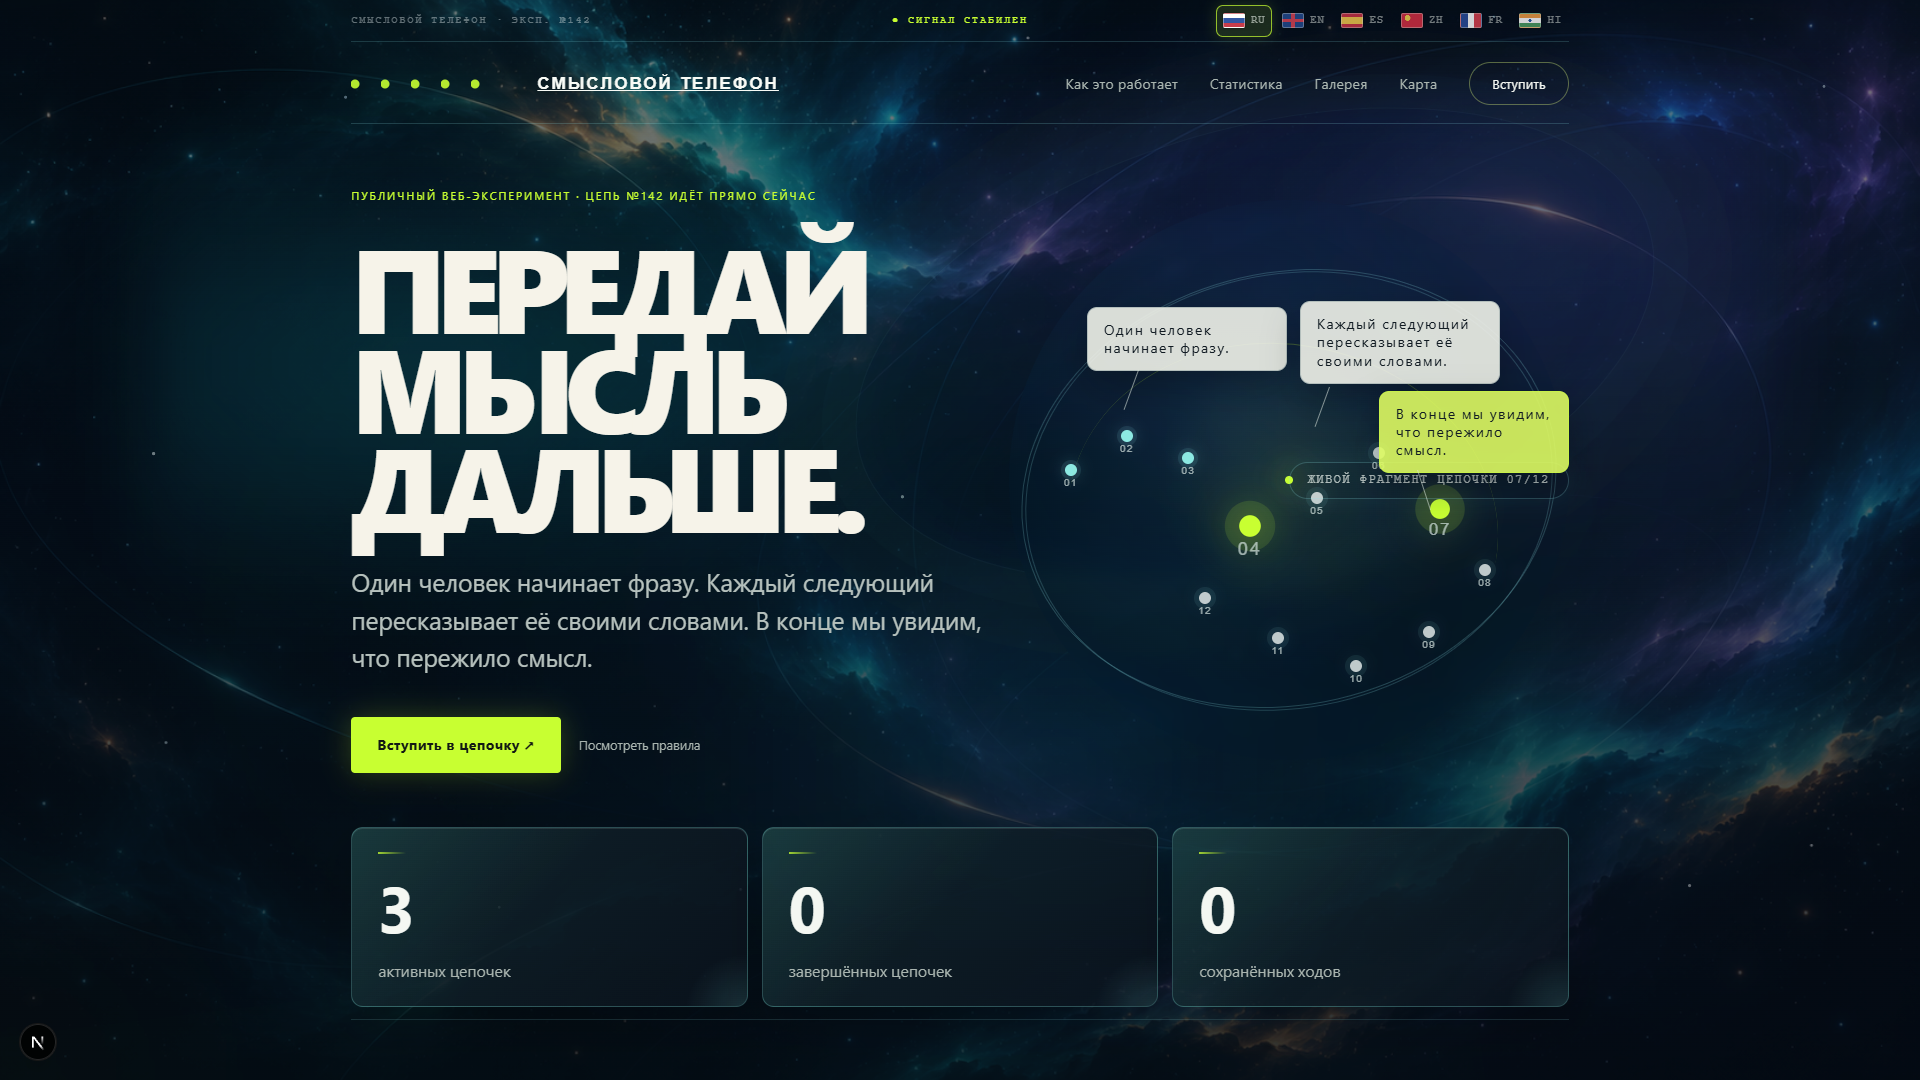 СМЫСЛОВОЙ ТЕЛЕФОН · ЭКСП. №142
СИГНАЛ СТАБИЛЕН
RU
EN
ES
ZH
FR
HI
СМЫСЛОВОЙ ТЕЛЕФОН
Как это работает
Статистика
Галерея
Карта
Вступить
ПУБЛИЧНЫЙ ВЕБ-ЭКСПЕРИМЕНТ · ЦЕПЬ №142 ИДЁТ ПРЯМО СЕЙЧАС
ПЕРЕДАЙ
МЫСЛЬ
ДАЛЬШЕ.
Один человек начинает фразу. Каждый следующий
пересказывает её своими словами. В конце мы увидим,
что пережило смысл.
Вступить в цепочку ↗
Посмотреть правила
Один человек
начинает фразу.
Каждый следующий
пересказывает её
своими словами.
В конце мы увидим,
что пережило
смысл.
ЖИВОЙ ФРАГМЕНТ ЦЕПОЧКИ 07/12
01
02
03
04
05
07
08
09
10
11
12
3
активных цепочек
0
завершённых цепочек
0
сохранённых ходов
N